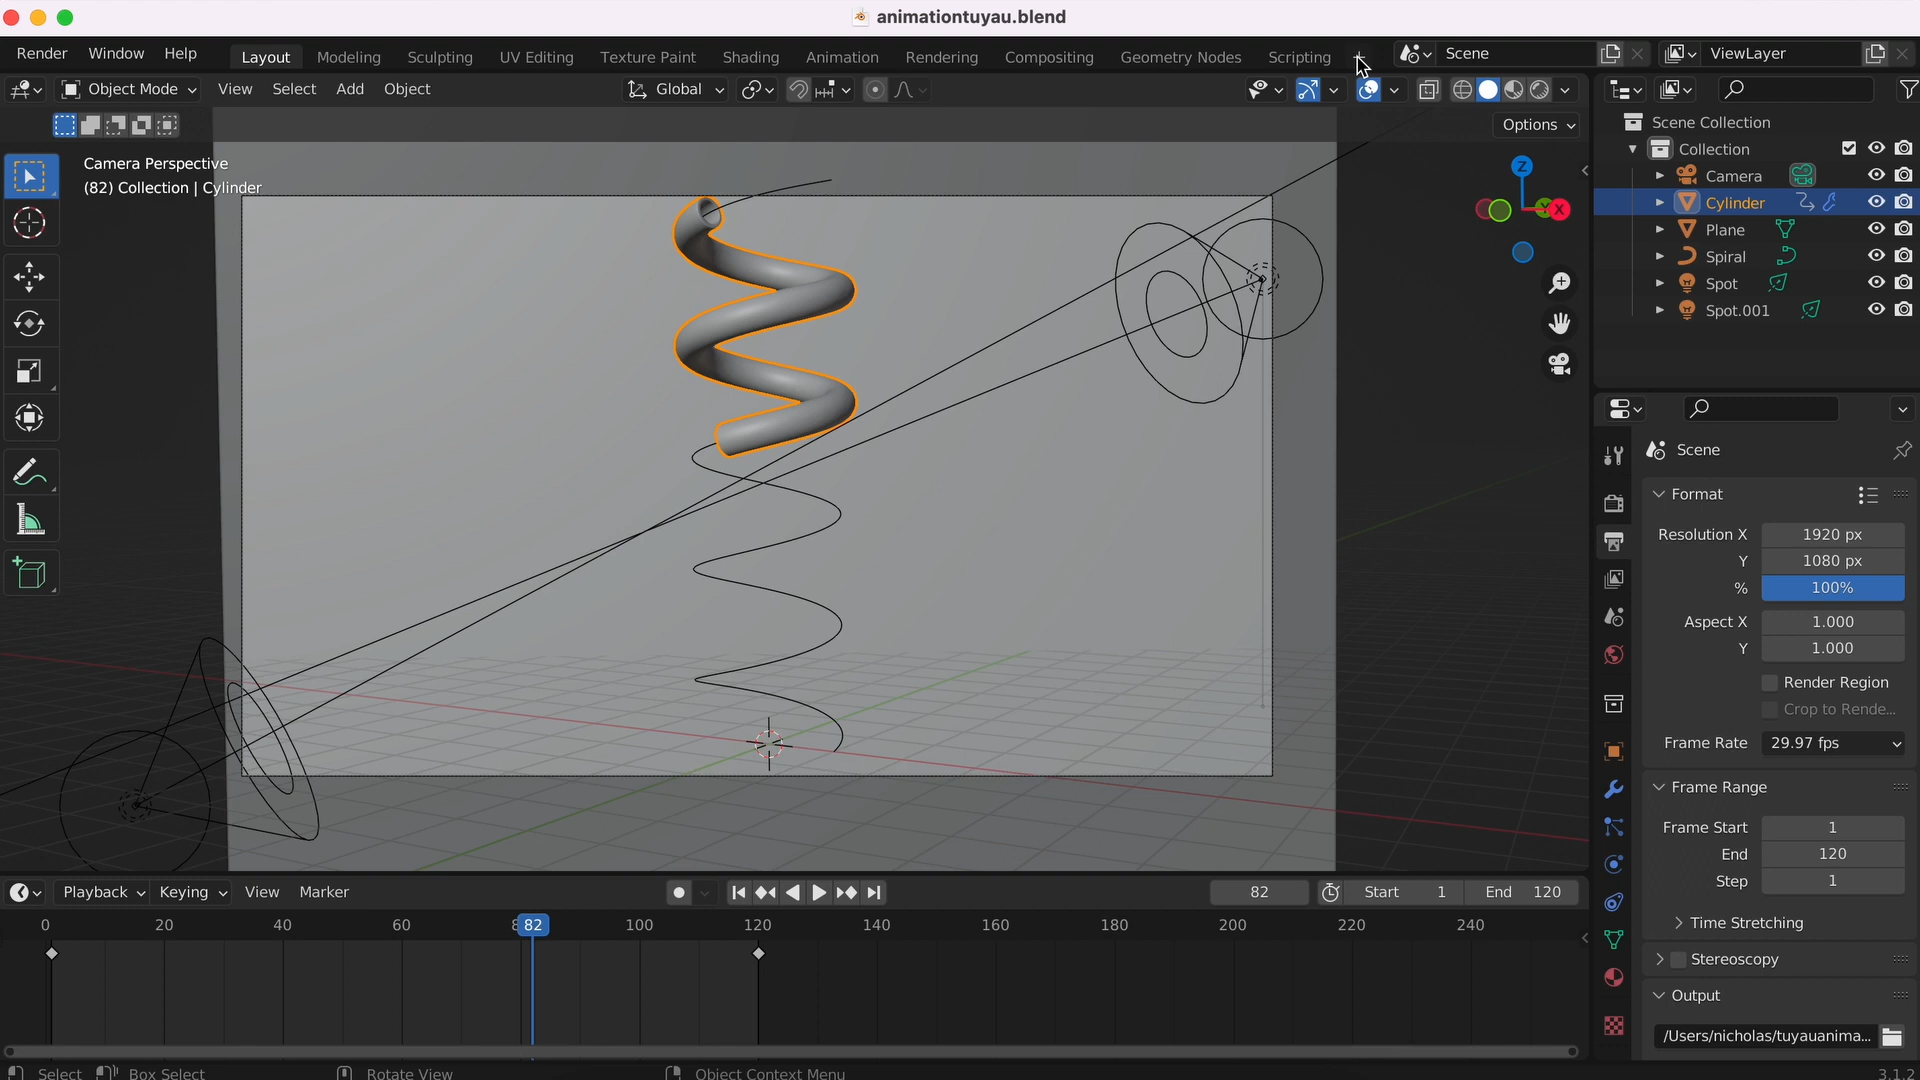 animationtuyau.blend
Render Window Help Layout Modeling Sculpting UV Editing Texture Paint Shading Animation Rendering Compositing Geometry Nodes Scripting + Scene ViewLayer
Object Mode View Select Add Object Global
Options
Camera Perspective
(82) Collection | Cylinder
Z
Y
X
Scene Collection
Collection
Camera
Cylinder
Plane
Spiral
Spot
Spot.001
Scene
Format
Resolution X 1920 px
Y 1080 px
% 100%
Aspect X 1.000
Y 1.000
Render Region
Crop to Rende...
Frame Rate 29.97 fps
Frame Range
Frame Start 1
End 120
Step 1
Time Stretching
Stereoscopy
Output
/Users/nicholas/tuyauanima...
Playback Keying View Marker 82 Start 1 End 120
0 20 40 60 82 100 120 140 160 180 200 220 240
Select Box Select Rotate View Object Context Menu 3.1.2